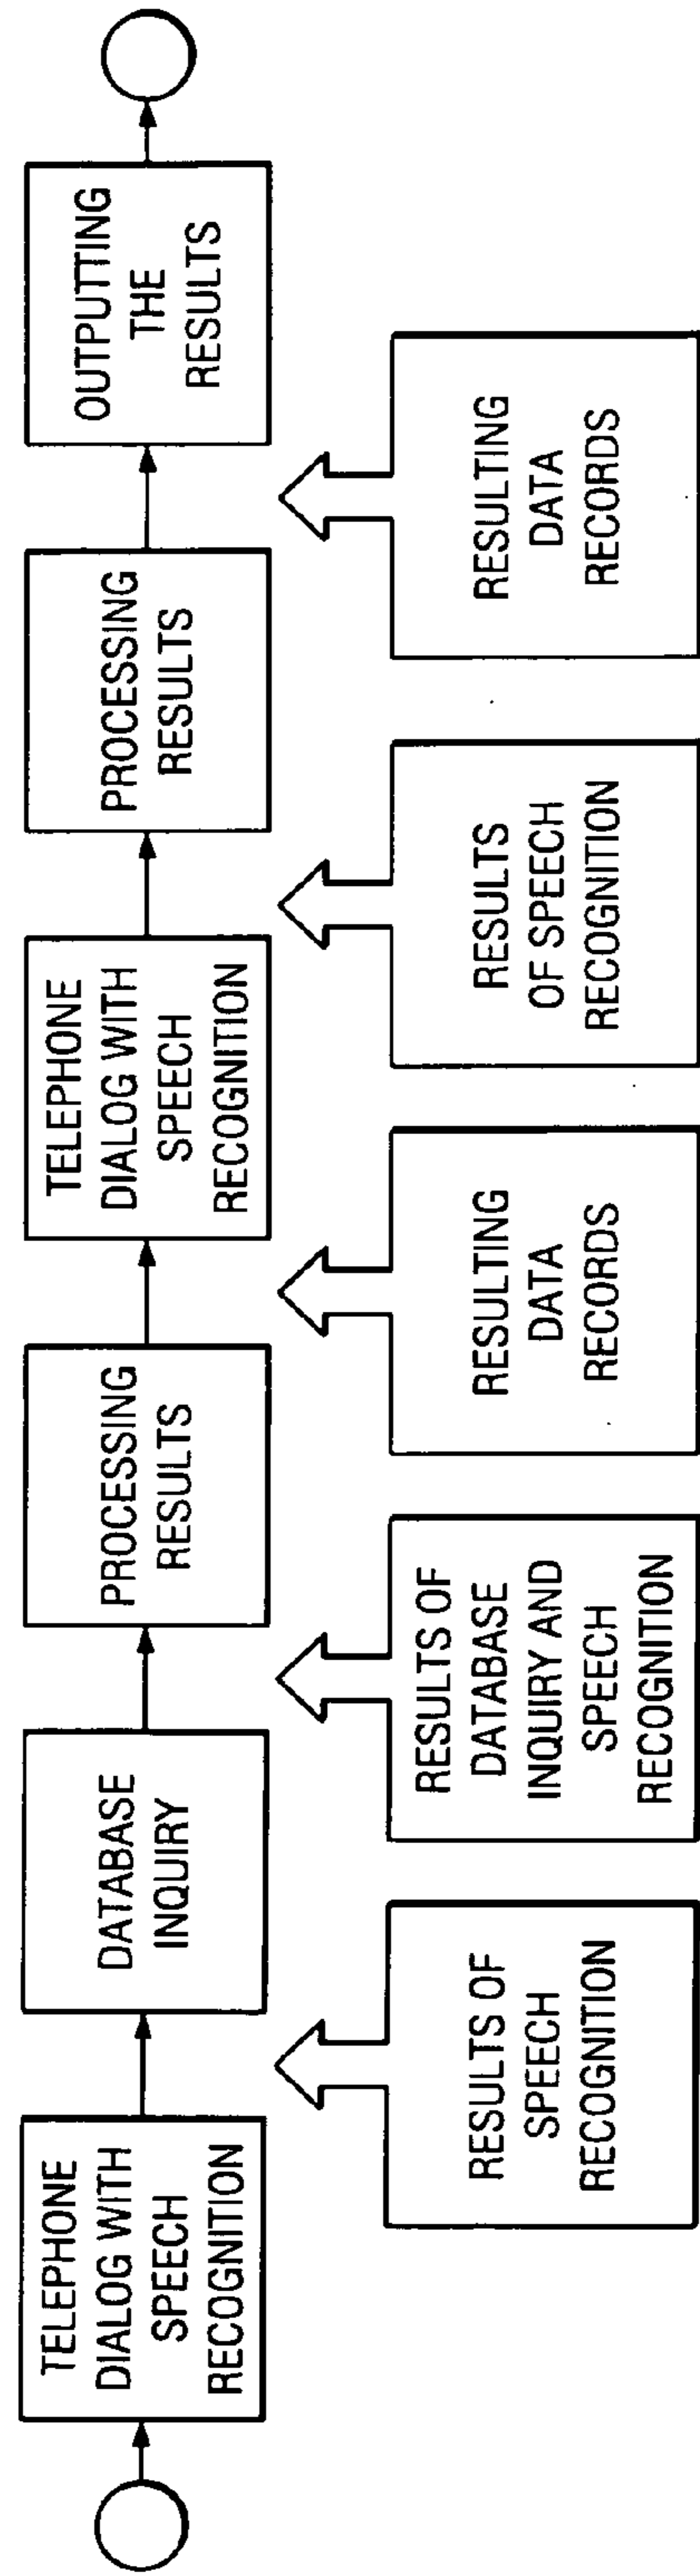 TELEPHONE
DIALOG WITH
SPEECH
RECOGNITION
DATABASE
INQUIRY
PROCESSING
RESULTS
TELEPHONE
DIALOG WITH
SPEECH
RECOGNITION
PROCESSING
RESULTS
OUTPUTTING
THE
RESULTS
RESULTS OF
SPEECH
RECOGNITION
RESULTS OF
DATABASE
INQUIRY AND
SPEECH
RECOGNITION
RESULTING
DATA
RECORDS
RESULTS
OF SPEECH
RECOGNITION
RESULTING
DATA
RECORDS